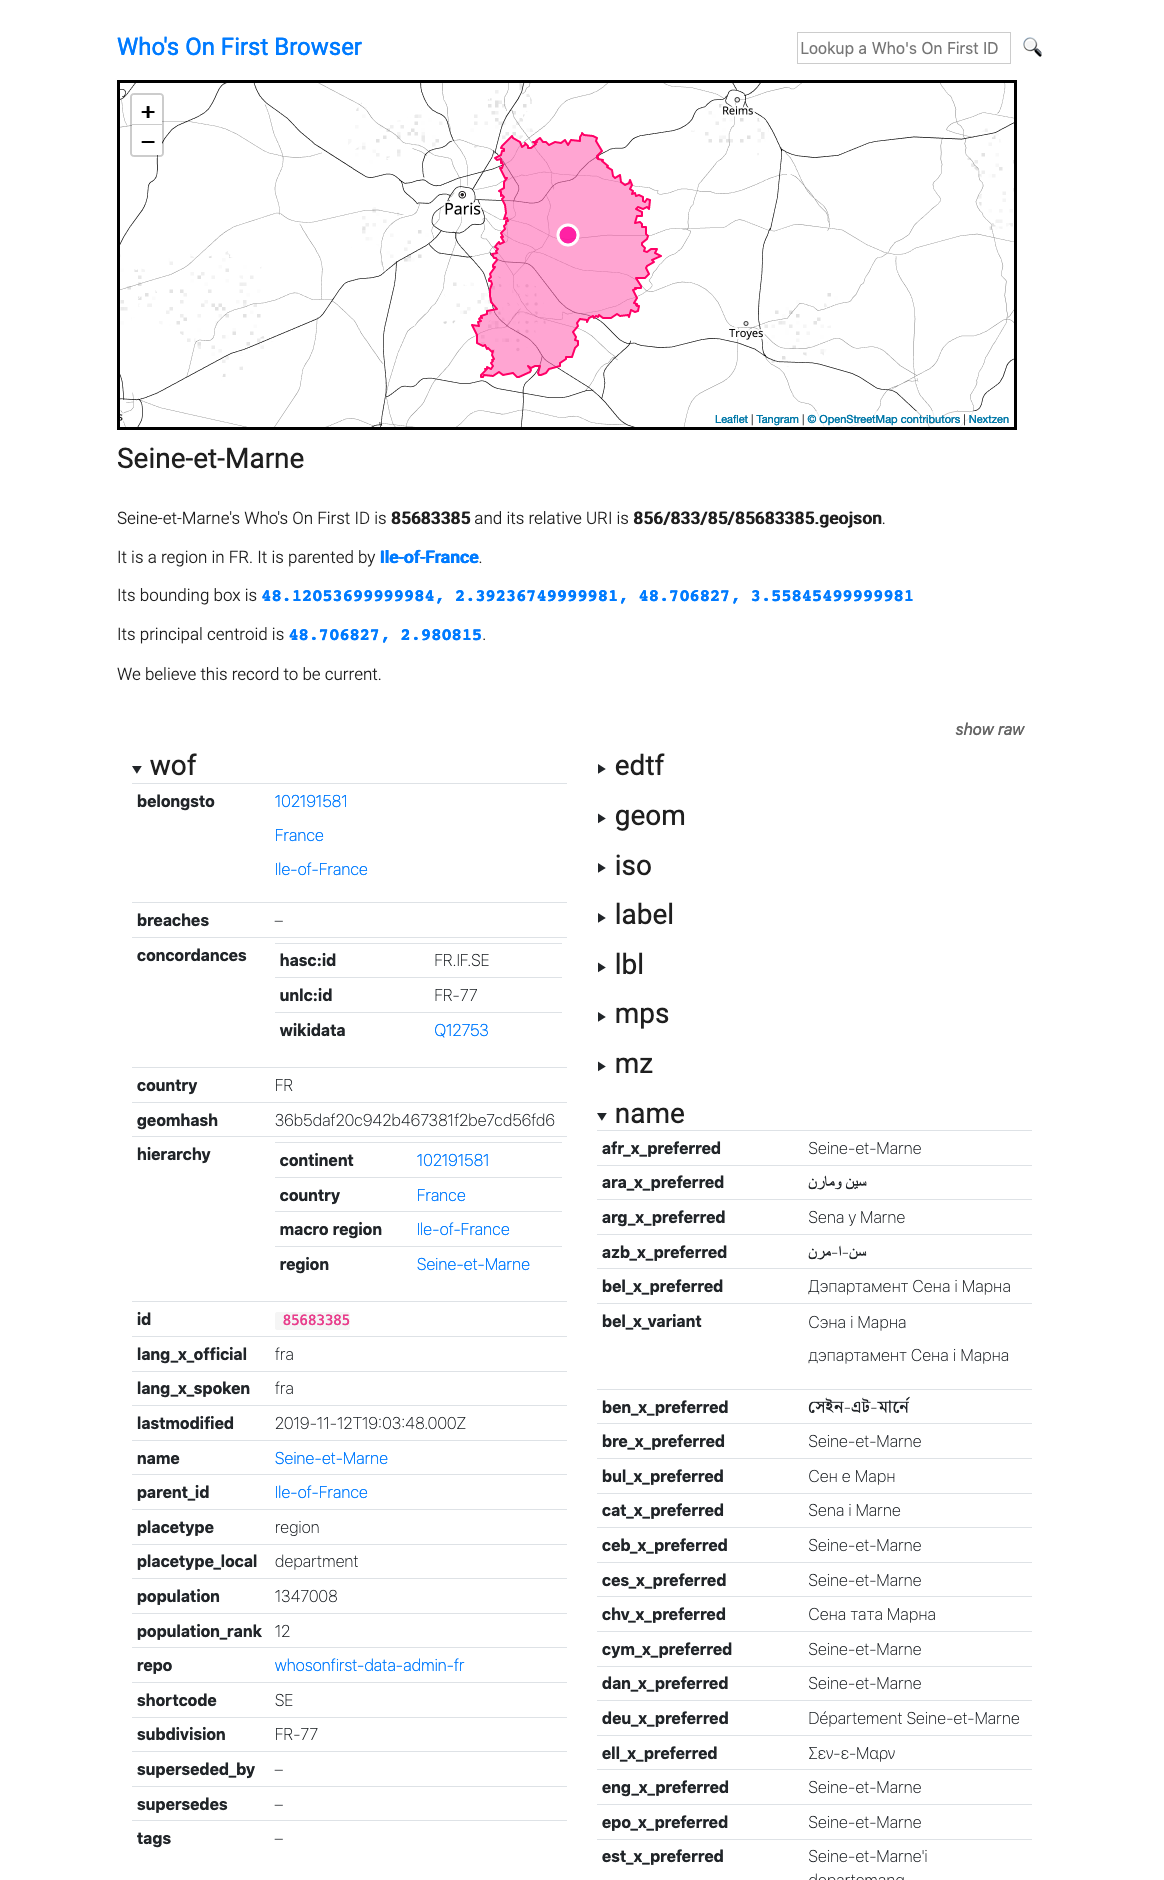 Who's On First Browser
Lookup a Who's On First ID
+
−
Reims
Paris
Troyes
s
Leaflet | Tangram | © OpenStreetMap contributors | Nextzen
Seine-et-Marne
Seine-et-Marne's Who's On First ID is 85683385 and its relative URI is 856/833/85/85683385.geojson.
It is a region in FR. It is parented by Ile-of-France.
Its bounding box is 48.12053699999984, 2.39236749999981, 48.706827, 3.55845499999981
Its principal centroid is 48.706827, 2.980815.
We believe this record to be current.
show raw
wof
belongsto 102191581
France
Ile-of-France
breaches –
concordances
hasc:id FR.IF.SE
unlc:id FR-77
wikidata Q12753
country FR
geomhash 36b5daf20c942b467381f2be7cd56fd6
hierarchy
continent 102191581
country France
macro region Ile-of-France
region Seine-et-Marne
id 85683385
lang_x_official fra
lang_x_spoken fra
lastmodified 2019-11-12T19:03:48.000Z
name Seine-et-Marne
parent_id Ile-of-France
placetype region
placetype_local department
population 1347008
population_rank 12
repo whosonfirst-data-admin-fr
shortcode SE
subdivision FR-77
superseded_by –
supersedes –
tags –
edtf
geom
iso
label
lbl
mps
mz
name
afr_x_preferred Seine-et-Marne
ara_x_preferred سين ومارن
arg_x_preferred Sena y Marne
azb_x_preferred سن-ا-مرن
bel_x_preferred Дэпартамент Сена і Марна
bel_x_variant Сэна і Марна
дэпартамент Сена і Марна
ben_x_preferred সেইন-এট-মার্নে
bre_x_preferred Seine-et-Marne
bul_x_preferred Сен е Марн
cat_x_preferred Sena i Marne
ceb_x_preferred Seine-et-Marne
ces_x_preferred Seine-et-Marne
chv_x_preferred Сена тата Марна
cym_x_preferred Seine-et-Marne
dan_x_preferred Seine-et-Marne
deu_x_preferred Département Seine-et-Marne
ell_x_preferred Σεν-ε-Μαρν
eng_x_preferred Seine-et-Marne
epo_x_preferred Seine-et-Marne
est_x_preferred Seine-et-Marne'i